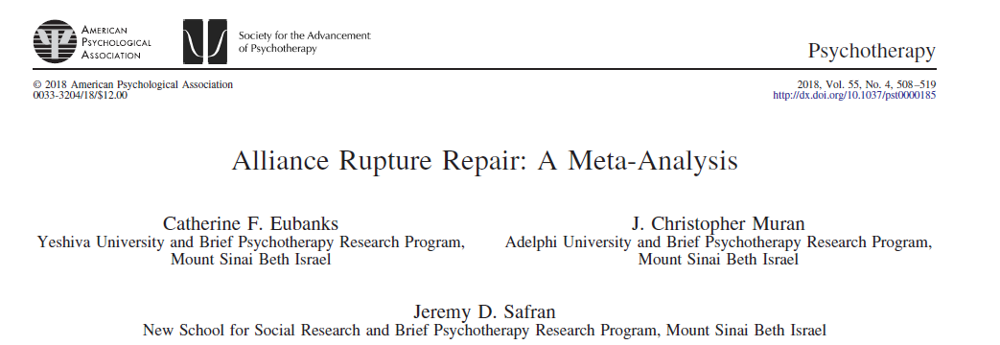 AMERICAN
PSYCHOLOGICAL
ASSOCIATION
Society for the Advancement
of Psychotherapy
Psychotherapy
© 2018 American Psychological Association
0033-3204/18/$12.00
2018, Vol. 55, No. 4, 508–519
http://dx.doi.org/10.1037/pst0000185
Alliance Rupture Repair: A Meta-Analysis
Catherine F. Eubanks
Yeshiva University and Brief Psychotherapy Research Program,
Mount Sinai Beth Israel
J. Christopher Muran
Adelphi University and Brief Psychotherapy Research Program,
Mount Sinai Beth Israel
Jeremy D. Safran
New School for Social Research and Brief Psychotherapy Research Program, Mount Sinai Beth Israel